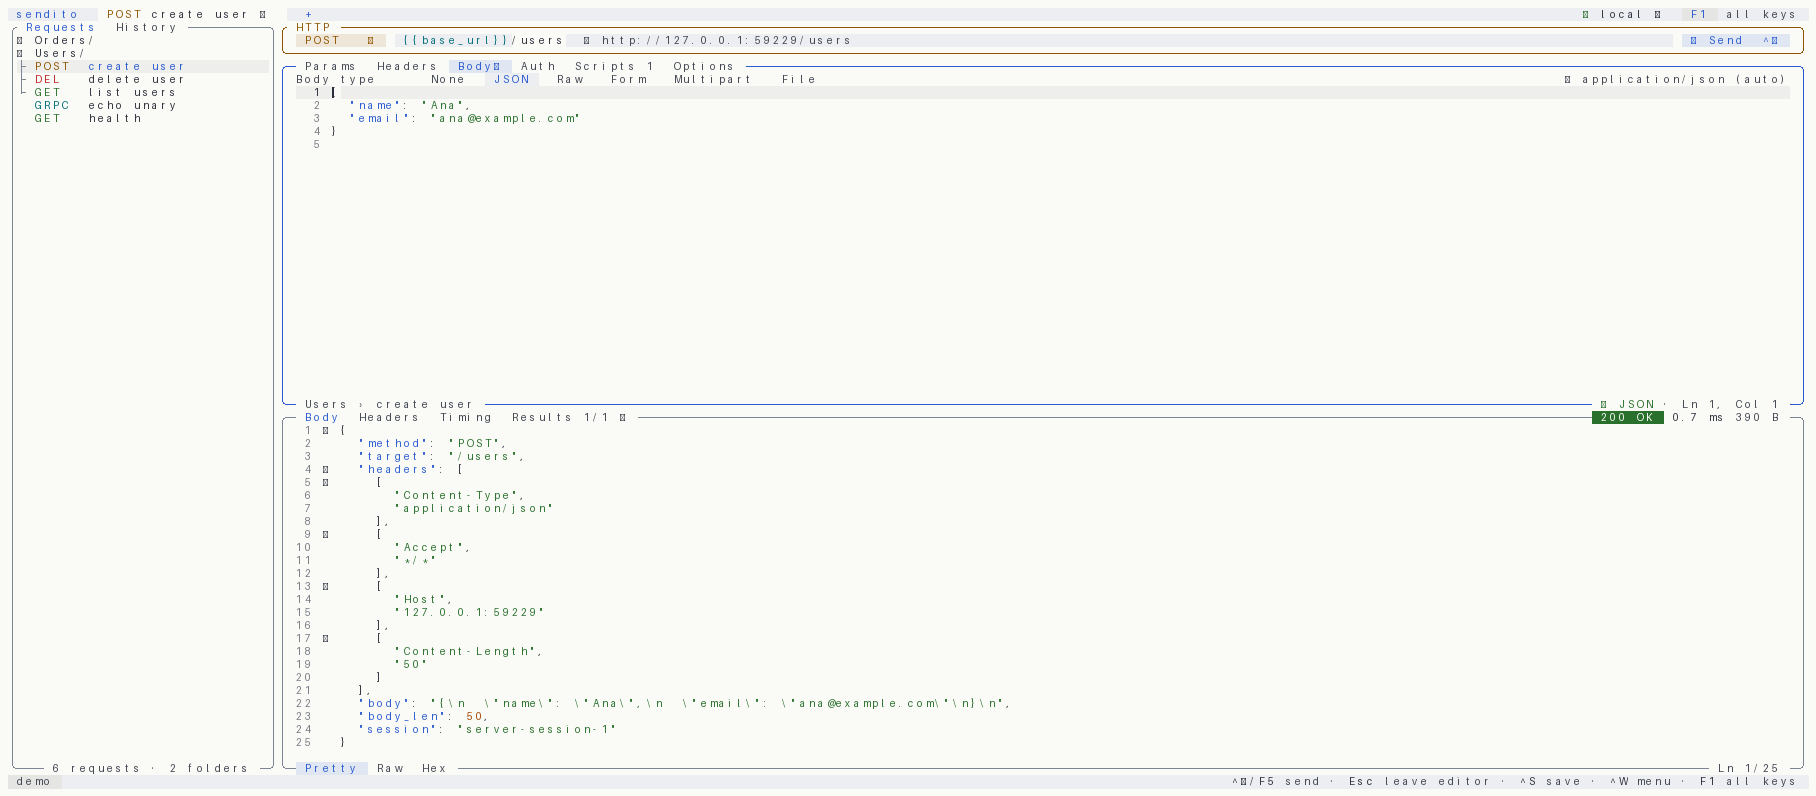 sendito POST create user + local F1 all keys
Requests History
Orders/
Users/
POST create user
DEL delete user
GET list users
GRPC echo unary
GET health
6 requests · 2 folders
HTTP
POST {{base_url}}/users http://127.0.0.1:59229/users Send ^
Params Headers Body Auth Scripts 1 Options
Body type None JSON Raw Form Multipart File application/json (auto)
1
2 "name": "Ana",
3 "email": "ana@example.com"
4 }
5
Users › create user JSON · Ln 1, Col 1
Body Headers Timing Results 1/1 200 OK 0.7 ms 390 B
1 {
2 "method": "POST",
3 "target": "/users",
4 "headers": [
5 [
6 "Content-Type",
7 "application/json"
8 ],
9 [
10 "Accept",
11 "*/*"
12 ],
13 [
14 "Host",
15 "127.0.0.1:59229"
16 ],
17 [
18 "Content-Length",
19 "50"
20 ]
21 ],
22 "body": "{\n  \"name\": \"Ana\",\n  \"email\": \"ana@example.com\"\n}\n",
23 "body_len": 50,
24 "session": "server-session-1"
25 }
Pretty Raw Hex Ln 1/25
demo ^/F5 send · Esc leave editor · ^S save · ^W menu · F1 all keys